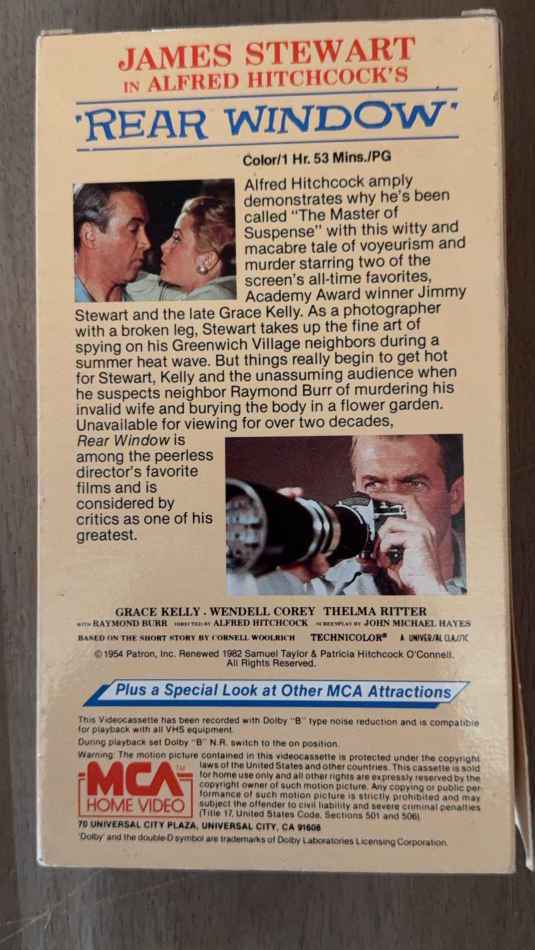 JAMES STEWART
IN ALFRED HITCHCOCK'S
'REAR WINDOW'
Color/1 Hr. 53 Mins./PG
Alfred Hitchcock amply
demonstrates why he's been
called "The Master of
Suspense" with this witty and
macabre tale of voyeurism and
murder starring two of the
screen's all-time favorites,
Academy Award winner Jimmy
Stewart and the late Grace Kelly. As a photographer
with a broken leg, Stewart takes up the fine art of
spying on his Greenwich Village neighbors during a
summer heat wave. But things really begin to get hot
for Stewart, Kelly and the unassuming audience when
he suspects neighbor Raymond Burr of murdering his
invalid wife and burying the body in a flower garden.
Unavailable for viewing for over two decades,
Rear Window is
among the peerless
director's favorite
films and is
considered by
critics as one of his
greatest.
GRACE KELLY · WENDELL COREY THELMA RITTER
WITH RAYMOND BURR DIRECTED BY ALFRED HITCHCOCK SCREENPLAY BY JOHN MICHAEL HAYES
BASED ON THE SHORT STORY BY CORNELL WOOLRICH TECHNICOLOR® A UNIVERSAL CLASSIC
©1954 Patron, Inc. Renewed 1982 Samuel Taylor & Patricia Hitchcock O'Connell.
All Rights Reserved.
Plus a Special Look at Other MCA Attractions
This Videocassette has been recorded with Dolby "B" type noise reduction and is compatible
for playback with all VHS equipment.
During playback set Dolby "B" N.R. switch to the on position.
Warning: The motion picture contained in this videocassette is protected under the copyright
laws of the United States and other countries. This cassette is sold
for home use only and all other rights are expressly reserved by the
copyright owner of such motion picture. Any copying or public per-
formance of such motion picture is strictly prohibited and may
subject the offender to civil liability and severe criminal penalties
(Title 17, United States Code, Sections 501 and 506).
MCA TM
HOME VIDEO
70 UNIVERSAL CITY PLAZA, UNIVERSAL CITY, CA 91608
'Dolby' and the double-D symbol are trademarks of Dolby Laboratories Licensing Corporation.